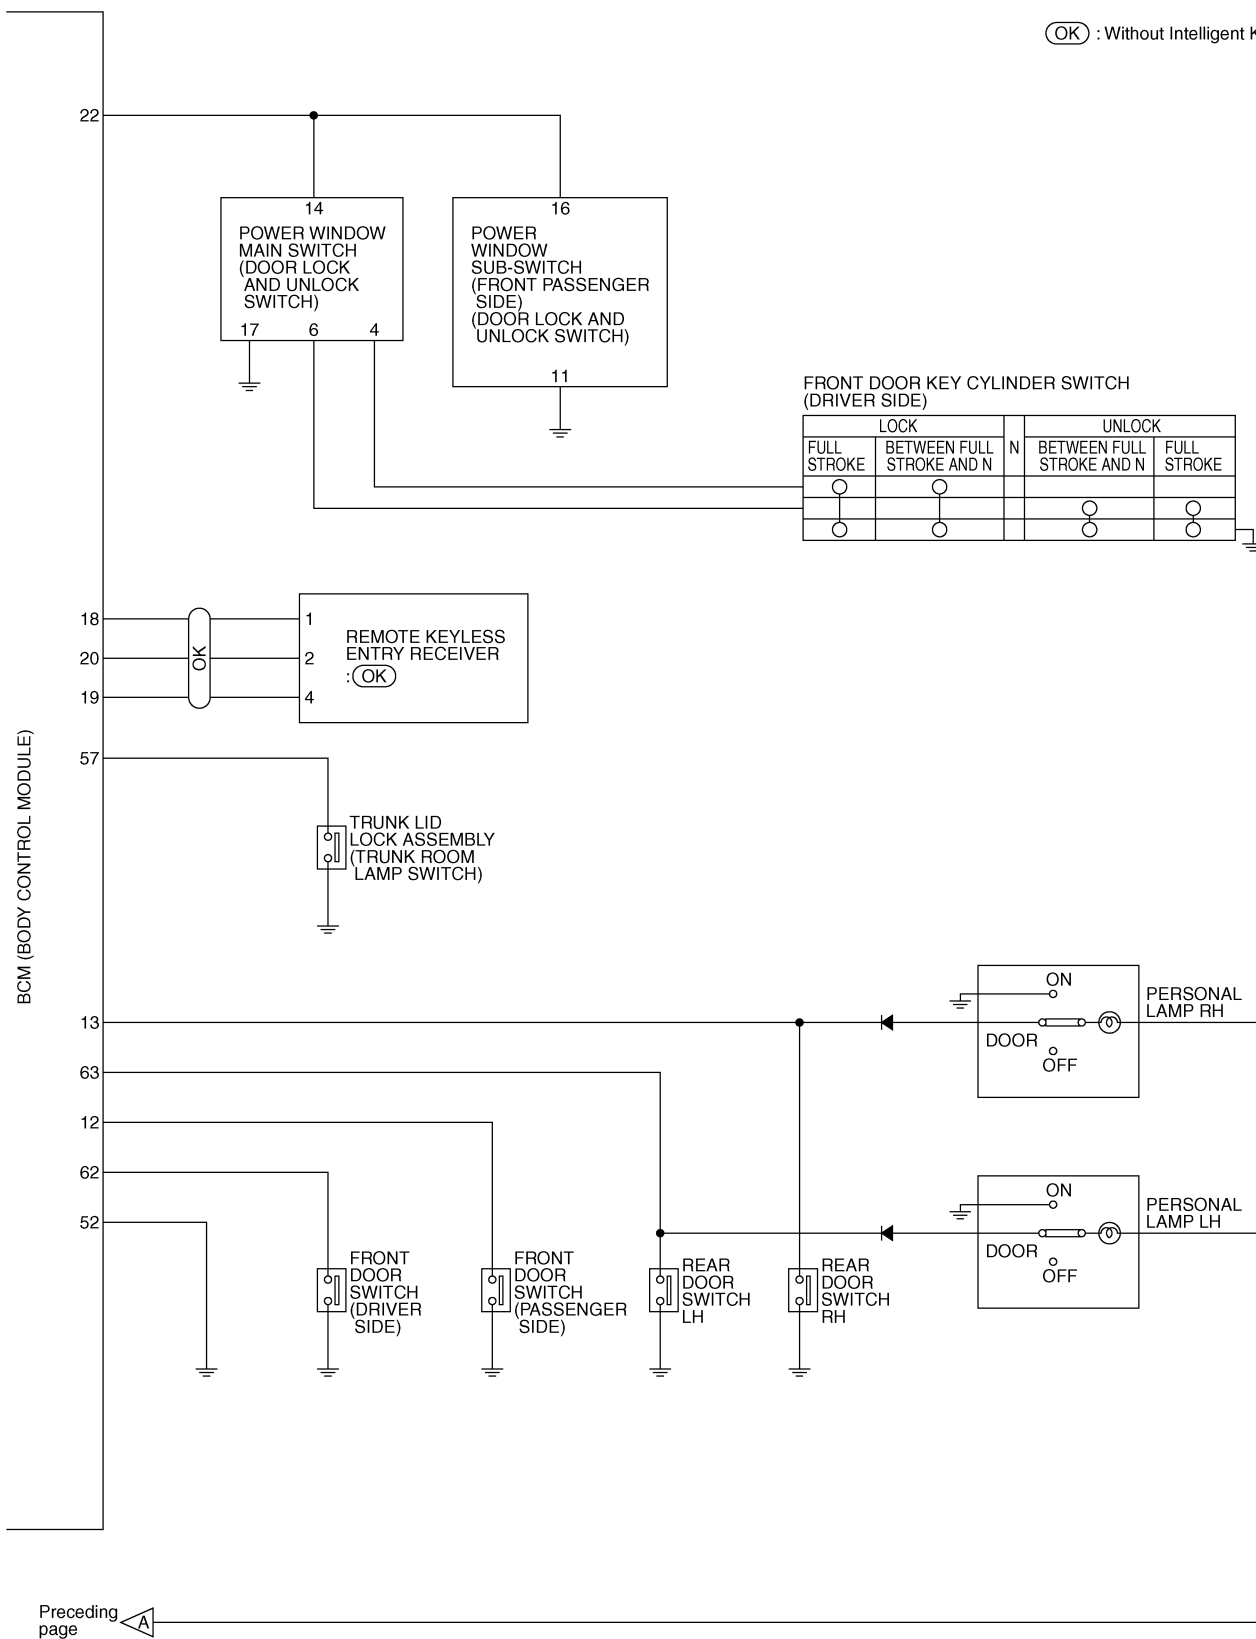 OK : Without Intelligent K
22
14
POWER WINDOW
MAIN SWITCH
(DOOR LOCK
AND UNLOCK
SWITCH)
17 6 4
16
POWER
WINDOW
SUB-SWITCH
(FRONT PASSENGER
SIDE)
(DOOR LOCK AND
UNLOCK SWITCH)
11
FRONT DOOR KEY CYLINDER SWITCH
(DRIVER SIDE)
LOCK N UNLOCK
FULL
STROKE
BETWEEN FULL
STROKE AND N
BETWEEN FULL
STROKE AND N
FULL
STROKE
18
20
19
OK
1
2
4
REMOTE KEYLESS
ENTRY RECEIVER
: OK
57
TRUNK LID
LOCK ASSEMBLY
(TRUNK ROOM
LAMP SWITCH)
BCM (BODY CONTROL MODULE)
13
63
12
62
52
ON
DOOR
OFF
PERSONAL
LAMP RH
ON
DOOR
OFF
PERSONAL
LAMP LH
FRONT
DOOR
SWITCH
(DRIVER
SIDE)
FRONT
DOOR
SWITCH
(PASSENGER
SIDE)
REAR
DOOR
SWITCH
LH
REAR
DOOR
SWITCH
RH
Preceding
page
A